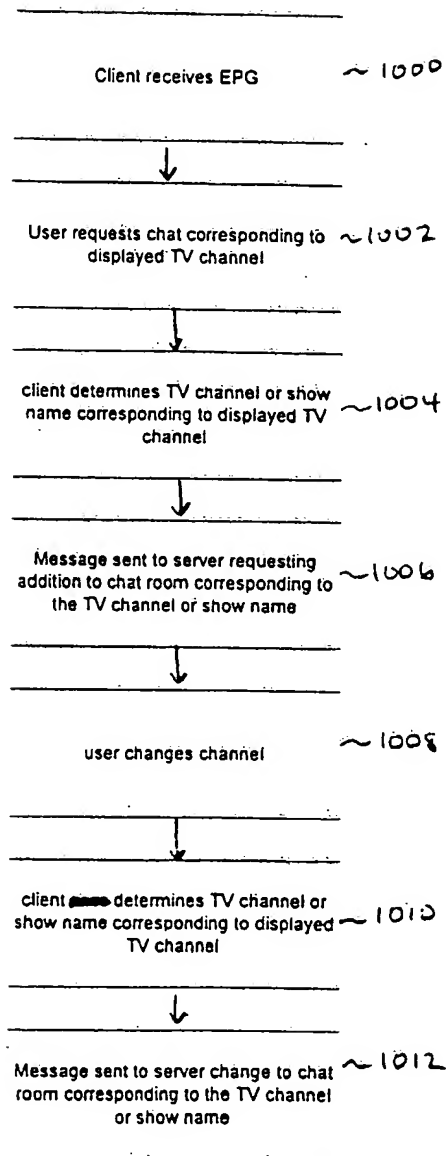 Client receives EPG ~ 1000
User requests chat corresponding to ~1002
displayed TV channel
client determines TV channel or show
name corresponding to displayed TV ~1004
channel
Message sent to server requesting
addition to chat room corresponding to ~1006
the TV channel or show name
user changes channel ~ 1008
client determines TV channel or
show name corresponding to displayed ~1010
TV channel
Message sent to server change to chat ~1012
room corresponding to the TV channel
or show name